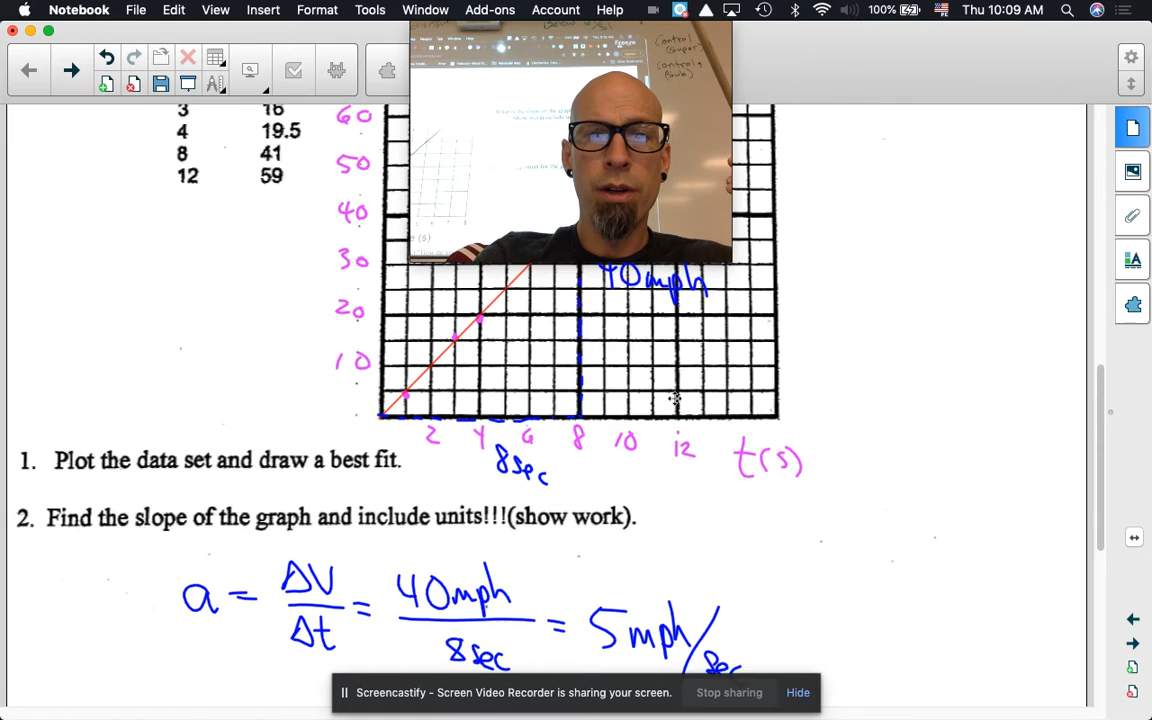 Notebook File Edit View Insert Format Tools Window Add-ons Account Help 100% Thu 10:09 AM
Control
(Super)
Control
(Sub)
3 16
4 19.5
8 41
12 59
60
50
40
30
20
10
40mph
2 4 6 8 10 12 t(s)
8sec
1. Plot the data set and draw a best fit.
2. Find the slope of the graph and include units!!!(show work).
a = ΔV/Δt = 40mph/8sec = 5mph/sec
Screencastify - Screen Video Recorder is sharing your screen. Stop sharing Hide